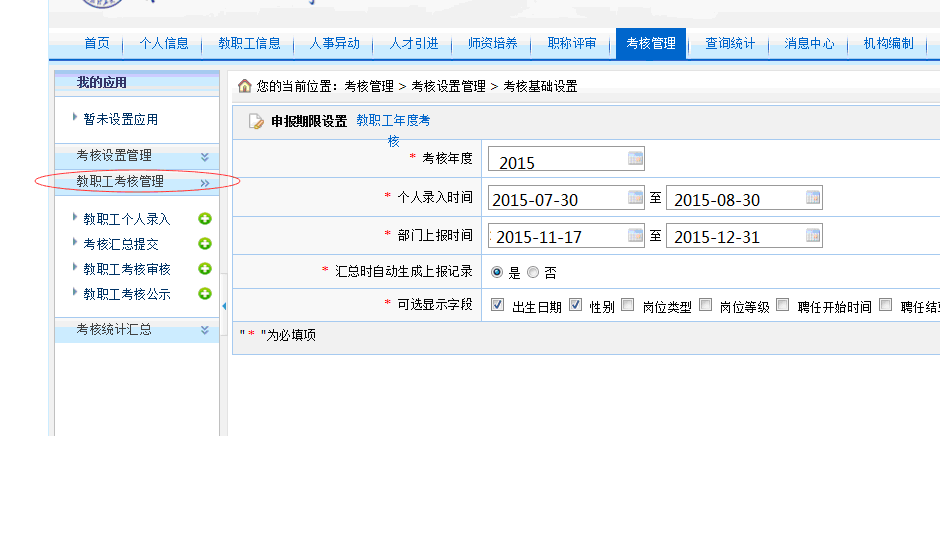 首页 个人信息 教职工信息 人事异动 人才引进 师资培养 职称评审 考核管理 查询统计 消息中心 机构编制
我的应用
暂未设置应用
考核设置管理
教职工考核管理
教职工个人录入
考核汇总提交
教职工考核审核
教职工考核公示
考核统计汇总
您的当前位置：考核管理 > 考核设置管理 > 考核基础设置
申报期限设置 教职工年度考
核
* 考核年度 2015
* 个人录入时间 2015-07-30 至 2015-08-30
* 部门上报时间 2015-11-17 至 2015-12-31
* 汇总时自动生成上报记录 是 否
* 可选显示字段 出生日期 性别 岗位类型 岗位等级 聘任开始时间 聘任结
" * "为必填项